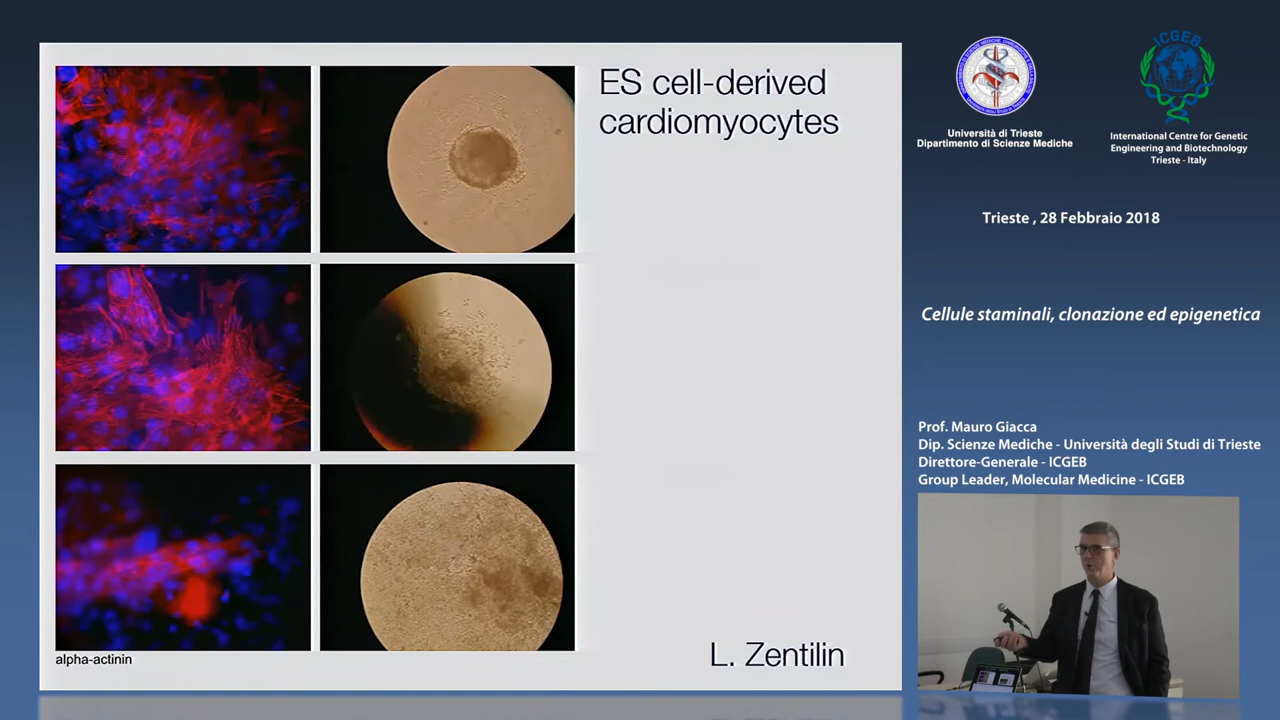 ES cell-derived
cardiomyocytes
alpha-actinin
L. Zentilin
ICGEB
Università di Trieste
Dipartimento di Scienze Mediche
International Centre for Genetic
Engineering and Biotechnology
Trieste - Italy
Trieste , 28 Febbraio 2018
Cellule staminali, clonazione ed epigenetica
Prof. Mauro Giacca
Dip. Scienze Mediche - Università degli Studi di Trieste
Direttore-Generale - ICGEB
Group Leader, Molecular Medicine - ICGEB